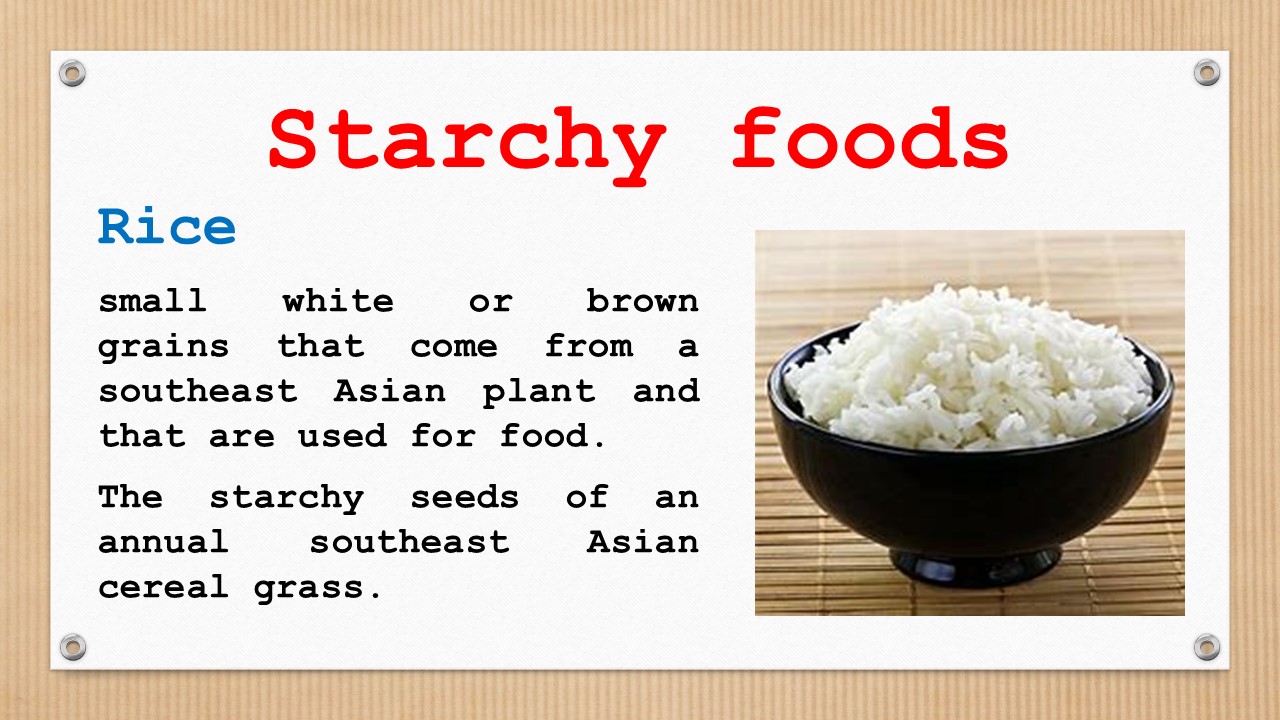 Starchy foods
Rice
small white or brown
grains that come from a
southeast Asian plant and
that are used for food.
The starchy seeds of an
annual southeast Asian
cereal grass.